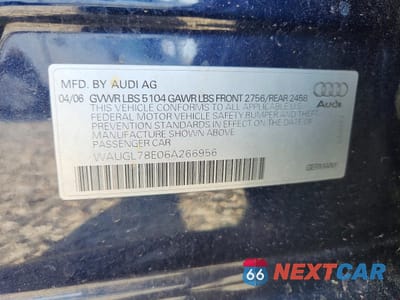 MFD. BY AUDI AG
04/06 GVWR LBS 5104 GAWR LBS FRONT 2756/REAR 2458
THIS VEHICLE CONFORMS TO ALL APPLICABLE
FEDERAL MOTOR VEHICLE SAFETY BUMPER AND THEFT
PREVENTION STANDARDS IN EFFECT ON THE DATE OF
MANUFACTURE SHOWN ABOVE
PASSENGER CAR
WAUGL78E06A266956
Audi
GERMANY
66 NEXTCAR